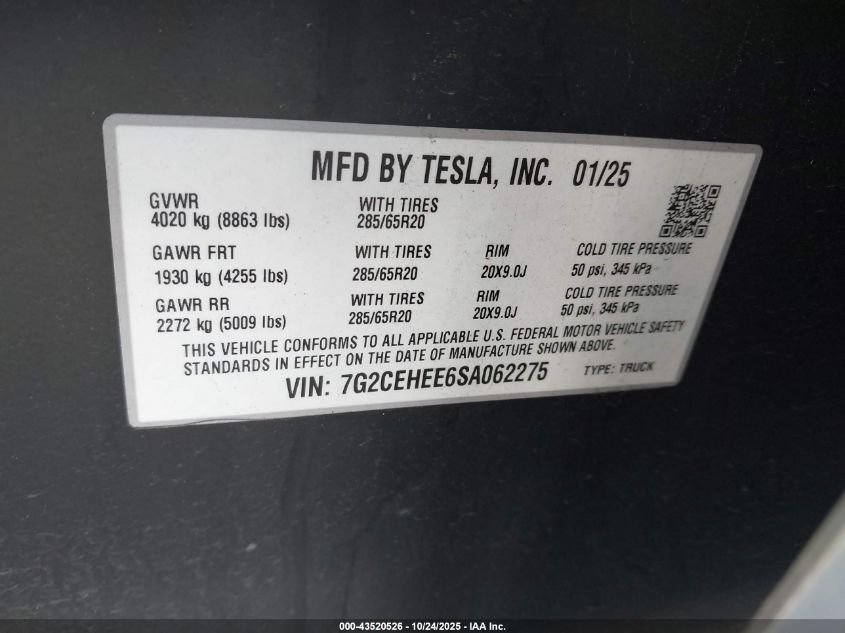 MFD BY TESLA, INC. 01/25
GVWR WITH TIRES
4020 kg (8863 lbs) 285/65R20
GAWR FRT WITH TIRES RIM COLD TIRE PRESSURE
1930 kg (4255 lbs) 285/65R20 20X9.0J 50 psi, 345 kPa
GAWR RR WITH TIRES RIM COLD TIRE PRESSURE
2272 kg (5009 lbs) 285/65R20 20X9.0J 50 psi, 345 kPa
THIS VEHICLE CONFORMS TO ALL APPLICABLE U.S. FEDERAL MOTOR VEHICLE SAFETY
STANDARDS IN EFFECT ON THE DATE OF MANUFACTURE SHOWN ABOVE.
VIN: 7G2CEHEE6SA062275 TYPE: TRUCK
000-43520526 - 10/24/2025 - IAA Inc.